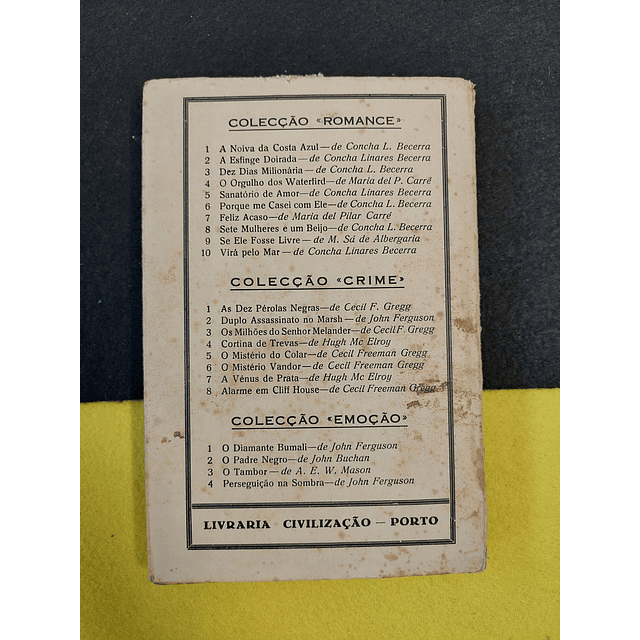 COLECÇÃO «ROMANCE»
1 A Noiva da Costa Azul—de Concha L. Becerra
2 A Esfinge Doirada—de Concha Linares Becerra
3 Dez Dias Milionária—de Concha L. Becerra
4 O Orgulho dos Waterfird—de Maria del P. Carré
5 Sanatório de Amor—de Concha Linares Becerra
6 Porque me Casei com Ele—de Concha L. Becerra
7 Feliz Acaso—de Maria del Pilar Carré
8 Sete Mulheres e um Beijo—de Concha L. Becerra
9 Se Ele Fosse Livre—de M. Sá de Albergaria
10 Virá pelo Mar—de Concha Linares Becerra
COLECÇÃO «CRIME»
1 As Dez Pérolas Negras—de Cecil F. Gregg
2 Duplo Assassinato no Marsh—de John Ferguson
3 Os Milhões do Senhor Melander—de Cecil F. Gregg
4 Cortina de Trevas—de Hugh Mc Elroy
5 O Mistério do Colar—de Cecil Freeman Gregg
6 O Mistério Vandor—de Cecil Freeman Gregg
7 A Vénus de Prata—de Hugh Mc Elroy
8 Alarme em Cliff House—de Cecil Freeman Gregg
COLECÇÃO «EMOÇÃO»
1 O Diamante Bumali—de John Ferguson
2 O Padre Negro—de John Buchan
3 O Tambor—de A. E. W. Mason
4 Perseguição na Sombra—de John Ferguson
LIVRARIA CIVILIZAÇÃO — PORTO